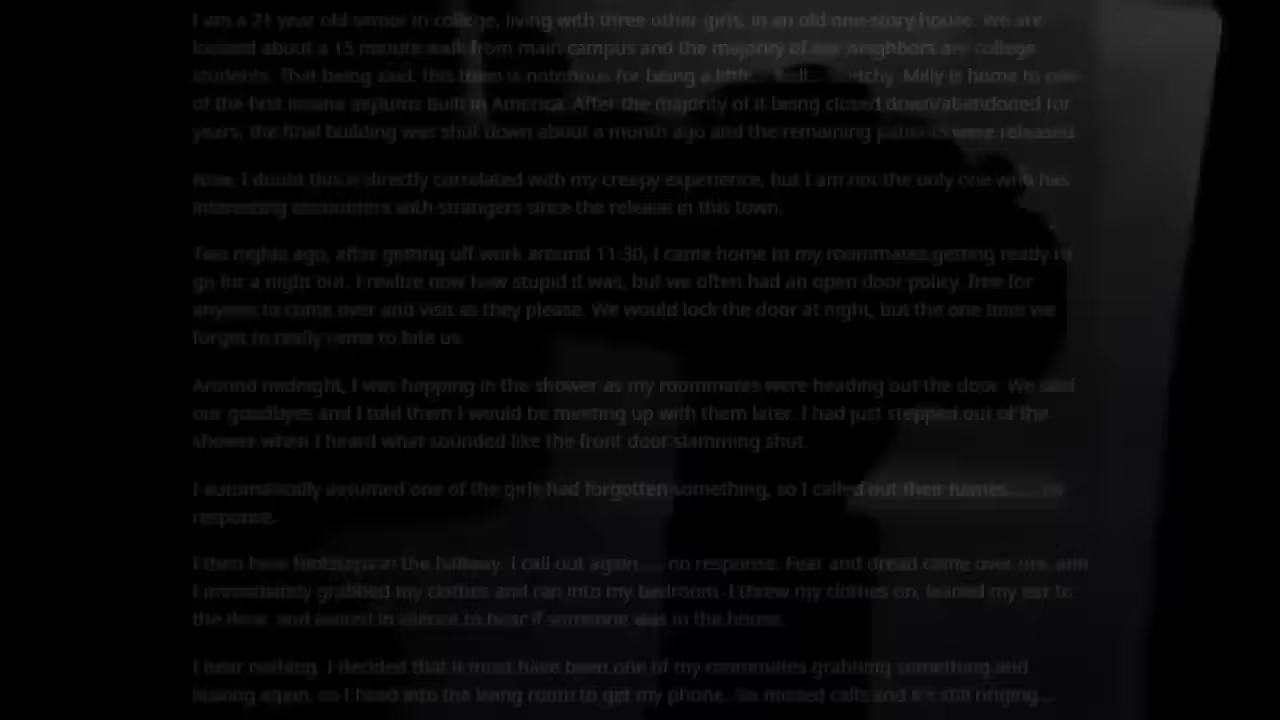 I am a 21 year old senior in college, living with three other girls, in an old one-story house. We are
located about a 15 minute walk from main campus and the majority of our neighbors are college
students. That being said, this town is notorious for being a little... well... sketchy. Milly is home to one
of the first insane asylums built in America. After the majority of it being closed down/abandoned for
years, the final building was shut down about a month ago and the remaining patients were released.
Now, I doubt this is directly correlated with my creepy experience, but I am not the only one who has
interesting encounters with strangers since the release in this town.
Two nights ago, after getting off work around 11:30, I came home to my roommates getting ready to
go for a night out. I realize now how stupid it was, but we often had an open door policy. Free for
anyone to come over and visit as they please. We would lock the door at night, but the one time we
forgot to really came to bite us.
Around midnight, I was hopping in the shower as my roommates were heading out the door. We said
our goodbyes and I told them I would be meeting up with them later. I had just stepped out of the
shower when I heard what sounded like the front door slamming shut.
I automatically assumed one of the girls had forgotten something, so I called out their names...... no
response.
I then hear footsteps in the hallway. I call out again.... no response. Fear and dread came over me, and
I immediately grabbed my clothes and ran into my bedroom. I threw my clothes on, leaned my ear to
the door, and waited in silence to hear if someone was in the house.
I hear nothing. I decided that it must have been one of my roommates grabbing something and
leaving again, so I head into the living room to get my phone. Six missed calls and it's still ringing...